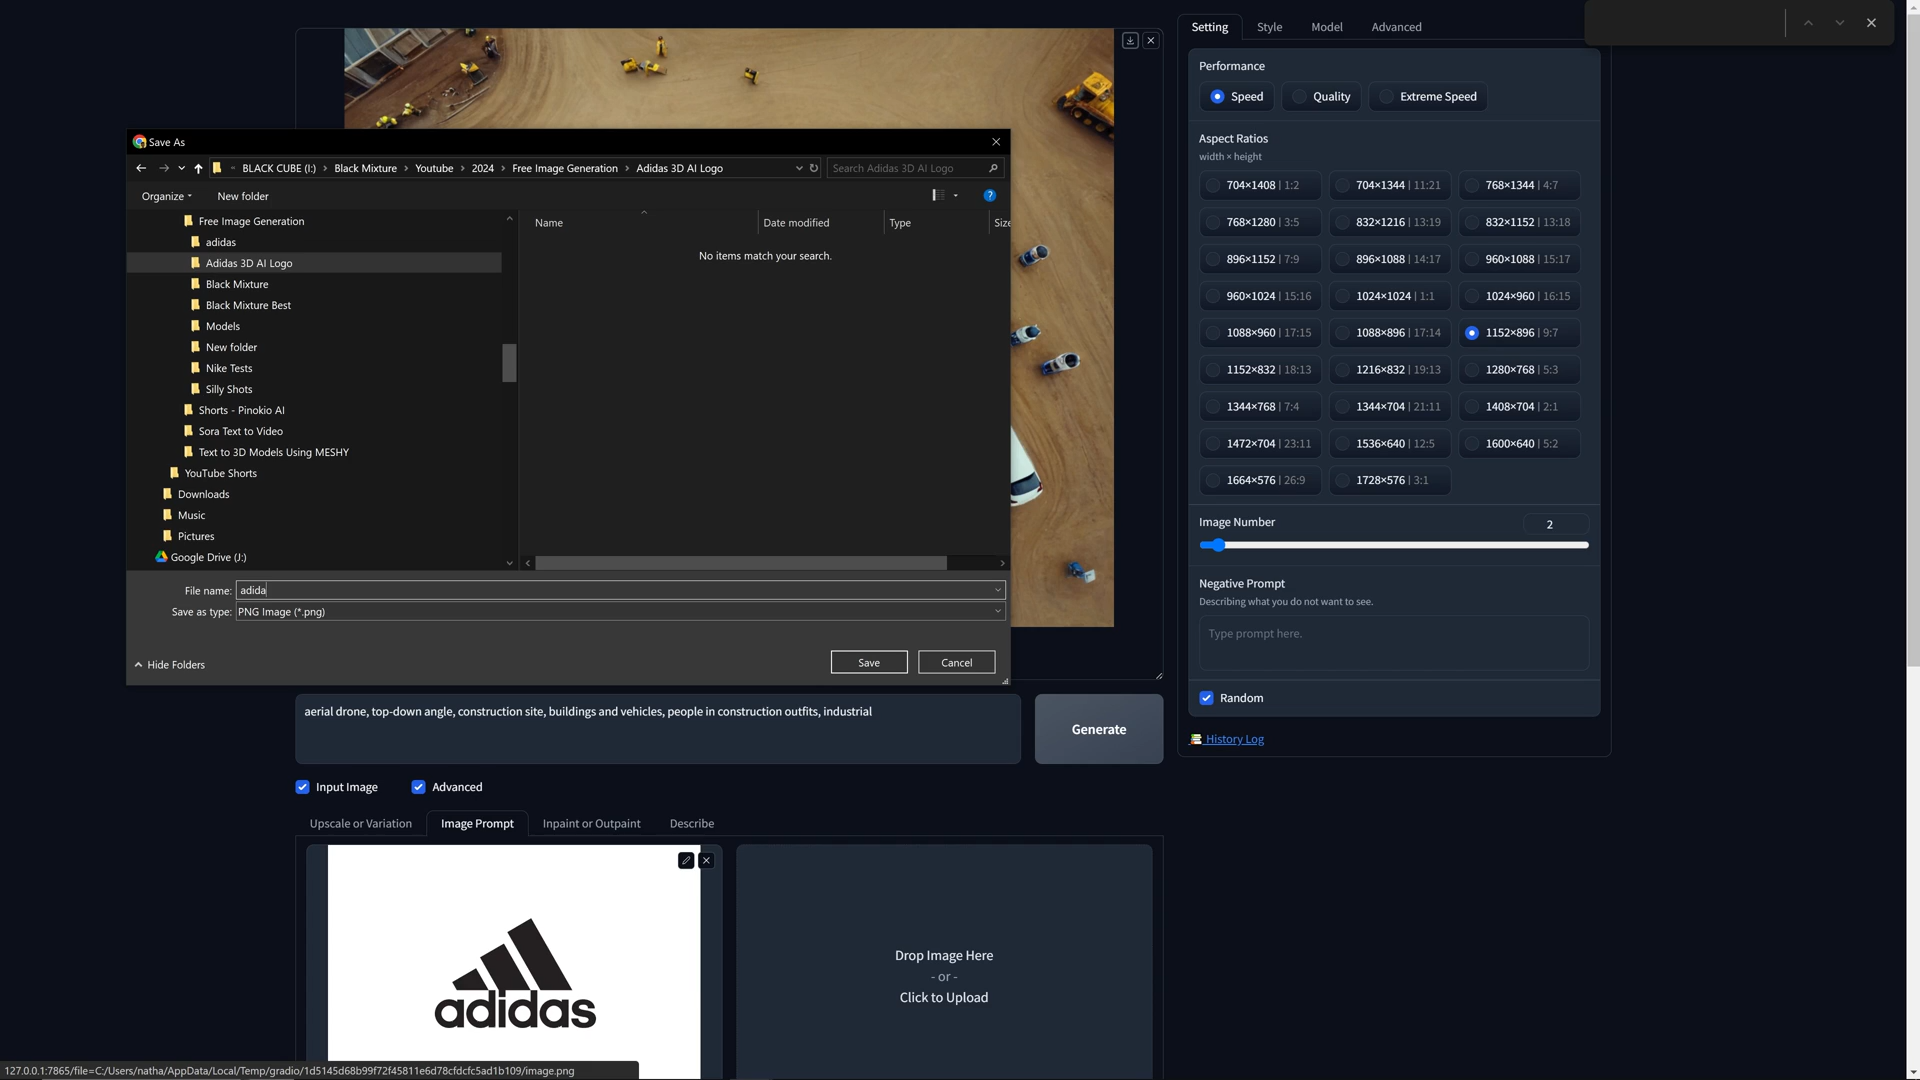 Setting
Style
Model
Advanced
Performance
Speed
Quality
Extreme Speed
Aspect Ratios
width × height
704×1408 | 1:2
704×1344 | 11:21
768×1344 | 4:7
768×1280 | 3:5
832×1216 | 13:19
832×1152 | 13:18
896×1152 | 7:9
896×1088 | 14:17
960×1088 | 15:17
960×1024 | 15:16
1024×1024 | 1:1
1024×960 | 16:15
1088×960 | 17:15
1088×896 | 17:14
1152×896 | 9:7
1152×832 | 18:13
1216×832 | 19:13
1280×768 | 5:3
1344×768 | 7:4
1344×704 | 21:11
1408×704 | 2:1
1472×704 | 23:11
1536×640 | 12:5
1600×640 | 5:2
1664×576 | 26:9
1728×576 | 3:1
Image Number
2
Negative Prompt
Describing what you do not want to see.
Type prompt here.
Random
History Log
Save As
« BLACK CUBE (I:) > Black Mixture > Youtube > 2024 > Free Image Generation > Adidas 3D AI Logo
Search Adidas 3D AI Logo
Organize
New folder
?
Free Image Generation
adidas
Adidas 3D AI Logo
Black Mixture
Black Mixture Best
Models
New folder
Nike Tests
Silly Shots
Shorts - Pinokio AI
Sora Text to Video
Text to 3D Models Using MESHY
YouTube Shorts
Downloads
Music
Pictures
Google Drive (J:)
Name
Date modified
Type
Size
No items match your search.
File name:
adida
Save as type:
PNG Image (*.png)
Hide Folders
Save
Cancel
aerial drone, top-down angle, construction site, buildings and vehicles, people in construction outfits, industrial
Generate
Input Image
Advanced
Upscale or Variation
Image Prompt
Inpaint or Outpaint
Describe
adidas
Drop Image Here
- or -
Click to Upload
127.0.0.1:7865/file=C:/Users/natha/AppData/Local/Temp/gradio/1d5145d68b99f72f45811e6d78cfdcfc5ad1b109/image.png